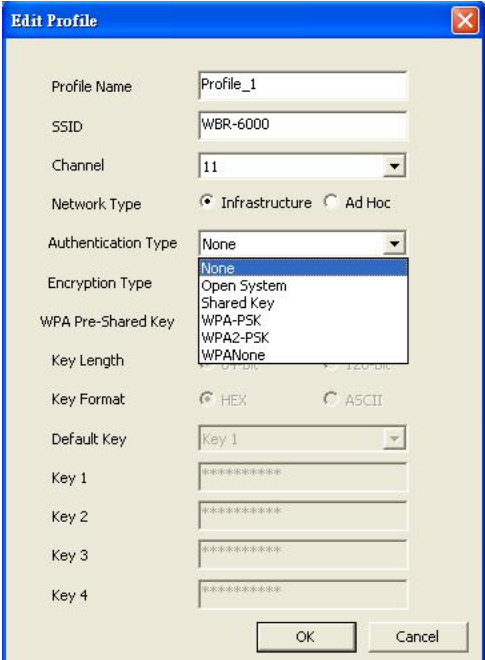 Edit Profile
Profile Name Profile_1
SSID WBR-6000
Channel 11
Network Type Infrastructure Ad Hoc
Authentication Type None
None
Encryption Type Open System
Shared Key
WPA Pre-Shared Key WPA-PSK
WPA2-PSK
WPANone
Key Length
Key Format HEX ASCII
Default Key Key 1
Key 1 **********
Key 2 **********
Key 3 **********
Key 4 **********
OK Cancel